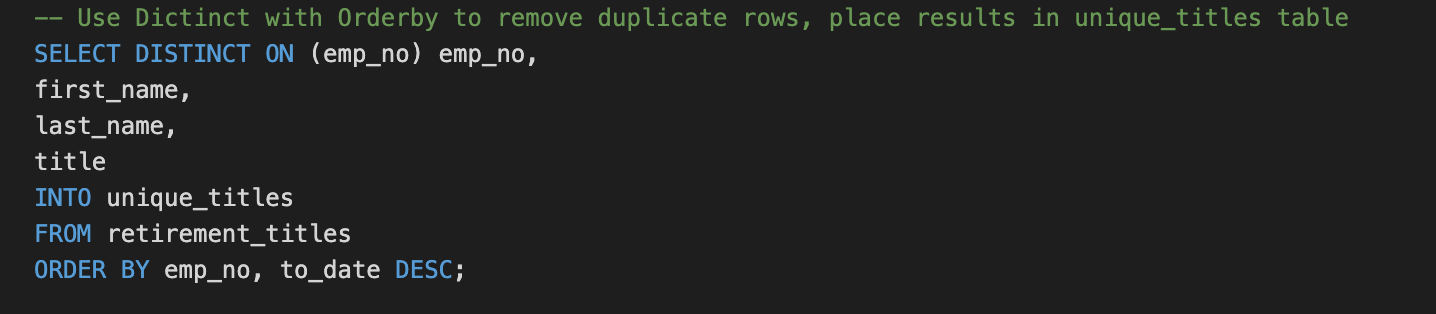 -- Use Dictinct with Orderby to remove duplicate rows, place results in unique_titles table
SELECT DISTINCT ON (emp_no) emp_no,
first_name,
last_name,
title
INTO unique_titles
FROM retirement_titles
ORDER BY emp_no, to_date DESC;